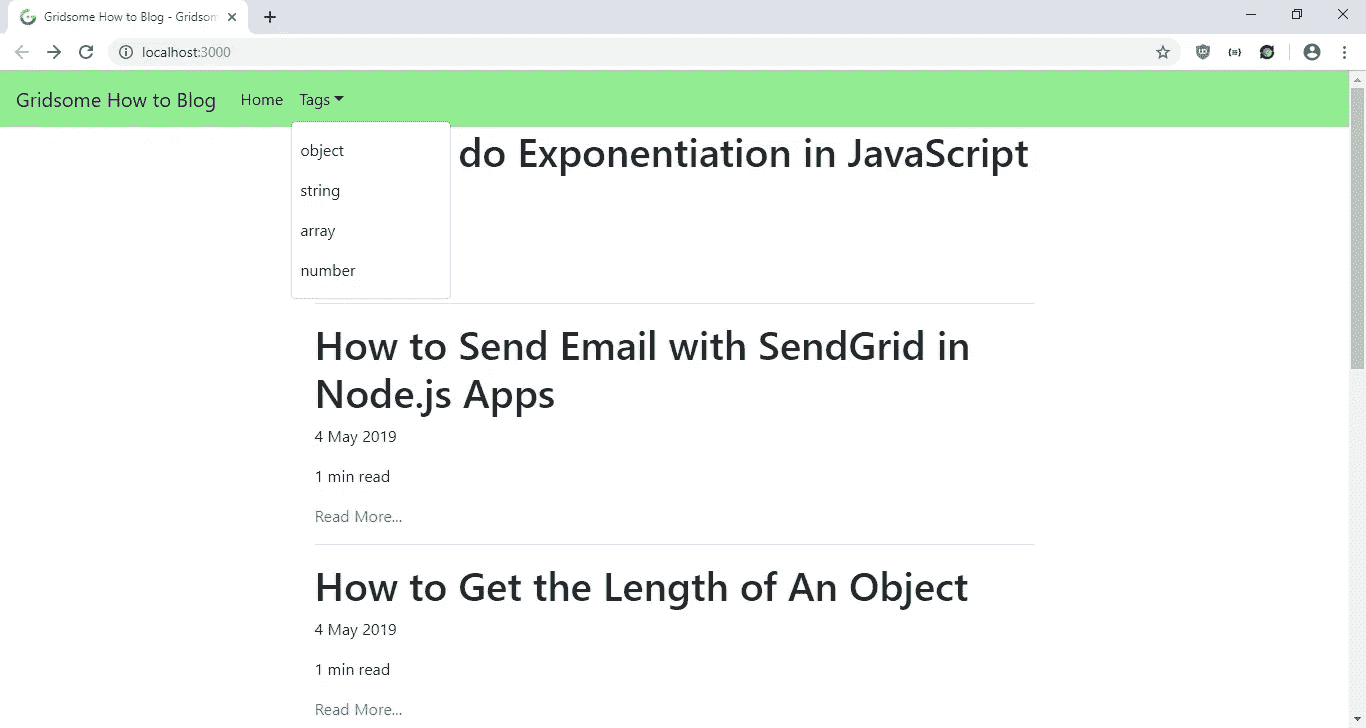 Gridsome How to Blog - Gridsom
localhost:3000
Gridsome How to Blog Home Tags
object
string
array
number
do Exponentiation in JavaScript
How to Send Email with SendGrid in
Node.js Apps
4 May 2019
1 min read
Read More...
How to Get the Length of An Object
4 May 2019
1 min read
Read More...